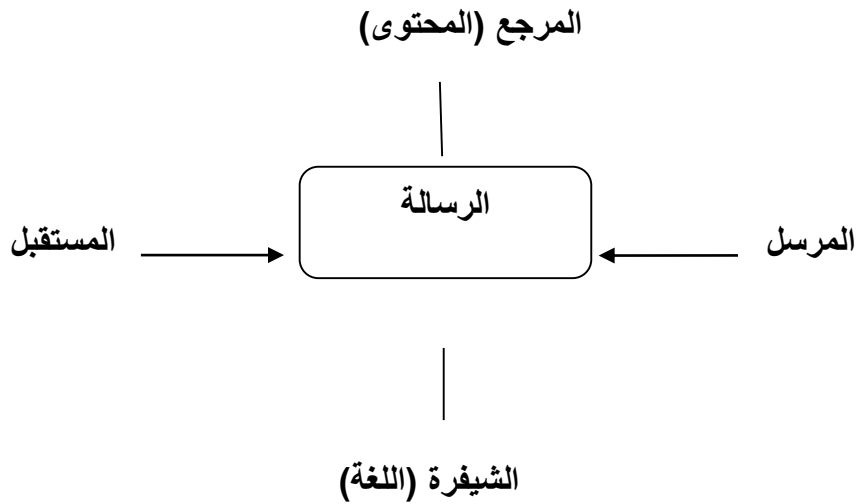 المرجع (المحتوى)
الرسالة
المرسل
المستقبل
الشيفرة (اللغة)